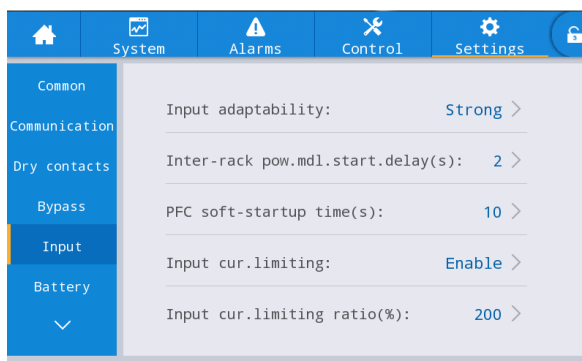 System Alarms Control Settings
Common
Communication
Dry contacts
Bypass
Input
Battery
Input adaptability: Strong
Inter-rack pow.mdl.start.delay(s): 2
PFC soft-startup time(s): 10
Input cur.limiting: Enable
Input cur.limiting ratio(%): 200